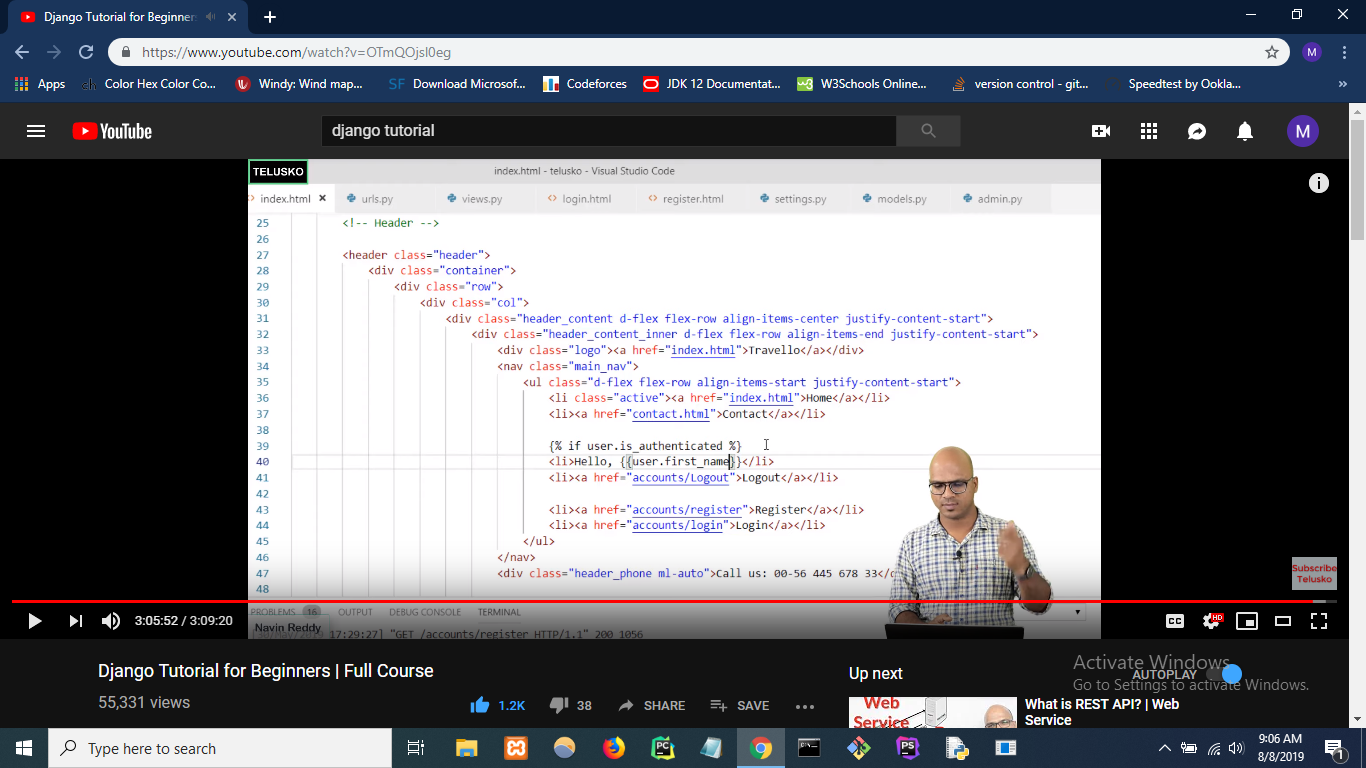 Django Tutorial for Beginner
https://www.youtube.com/watch?v=OTmQOjsl0eg
M
Apps
Color Hex Color Co...
Windy: Wind map...
SF Download Microsof...
Codeforces
JDK 12 Documentat...
W3Schools Online...
version control - git...
Speedtest by Ookla...
»
YouTube
django tutorial
M
TELUSKO
index.html - telusko - Visual Studio Code
index.html
urls.py
views.py
login.html
register.html
settings.py
models.py
admin.py
25 <!-- Header -->
26
27 <header class="header">
28 <div class="container">
29 <div class="row">
30 <div class="col">
31 <div class="header_content d-flex flex-row align-items-center justify-content-start">
32 <div class="header_content_inner d-flex flex-row align-items-end justify-content-start">
33 <div class="logo"><a href="index.html">Travello</a></div>
34 <nav class="main_nav">
35 <ul class="d-flex flex-row align-items-start justify-content-start">
36 <li class="active"><a href="index.html">Home</a></li>
37 <li><a href="contact.html">Contact</a></li>
38
39 {% if user.is_authenticated %}
40 <li>Hello, {{user.first_name}}</li>
41 <li><a href="accounts/Logout">Logout</a></li>
42
43 <li><a href="accounts/register">Register</a></li>
44 <li><a href="accounts/login">Login</a></li>
45 </ul>
46 </nav>
47 <div class="header_phone ml-auto">Call us: 00-56 445 678 33</
48
Subscribe
Telusko
PROBLEMS 16 OUTPUT DEBUG CONSOLE TERMINAL
Navin Reddy
17:29:27] "GET /accounts/register HTTP/1.1" 200 1056
3:05:52 / 3:09:20
CC
HD
Django Tutorial for Beginners | Full Course
55,331 views
1.2K
38
SHARE
SAVE
Up next
AUTOPLAY
Activate Windows
Go to Settings to activate Windows.
Web
Service
What is REST API? | Web
Service
Type here to search
PC
PS
9:06 AM
8/8/2019
1